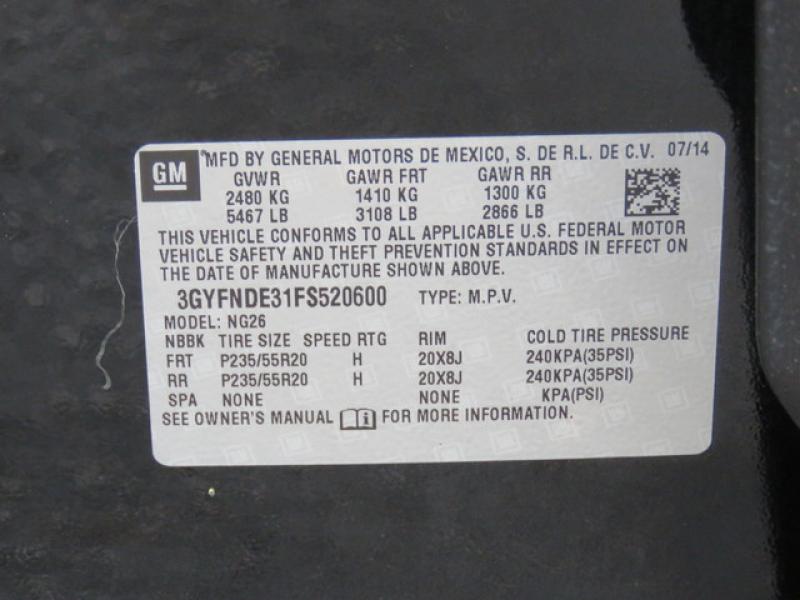 GM
MFD BY GENERAL MOTORS DE MEXICO, S. DE R.L. DE C.V. 07/14
GVWR GAWR FRT GAWR RR
2480 KG 1410 KG 1300 KG
5467 LB 3108 LB 2866 LB
THIS VEHICLE CONFORMS TO ALL APPLICABLE U.S. FEDERAL MOTOR
VEHICLE SAFETY AND THEFT PREVENTION STANDARDS IN EFFECT ON
THE DATE OF MANUFACTURE SHOWN ABOVE.
3GYFNDE31FS520600 TYPE: M.P.V.
MODEL: NG26
NBBK TIRE SIZE SPEED RTG RIM COLD TIRE PRESSURE
FRT P235/55R20 H 20X8J 240KPA(35PSI)
RR P235/55R20 H 20X8J 240KPA(35PSI)
SPA NONE NONE KPA(PSI)
SEE OWNER'S MANUAL i FOR MORE INFORMATION.